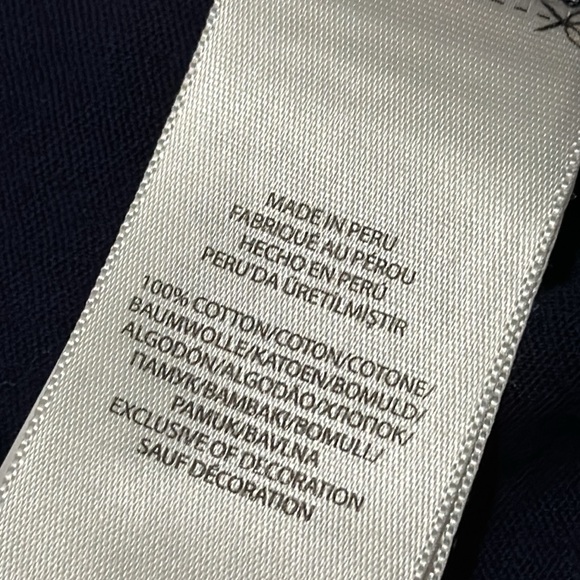 MADE IN PERU
FABRIQUÉ AU PÉROU
HECHO EN PERÚ
PERU'DA ÜRETILMIŞTIR
100% COTTON/COTON/COTONE/
BAUMWOLLE/KATOEN/BOMULD/
ALGODÓN/ALGODÃO/ХЛОПОК/
ПАМУК/BAMBAKI/BOMULL/
PAMUK/BAVLNA
EXCLUSIVE OF DECORATION
SAUF DÉCORATION